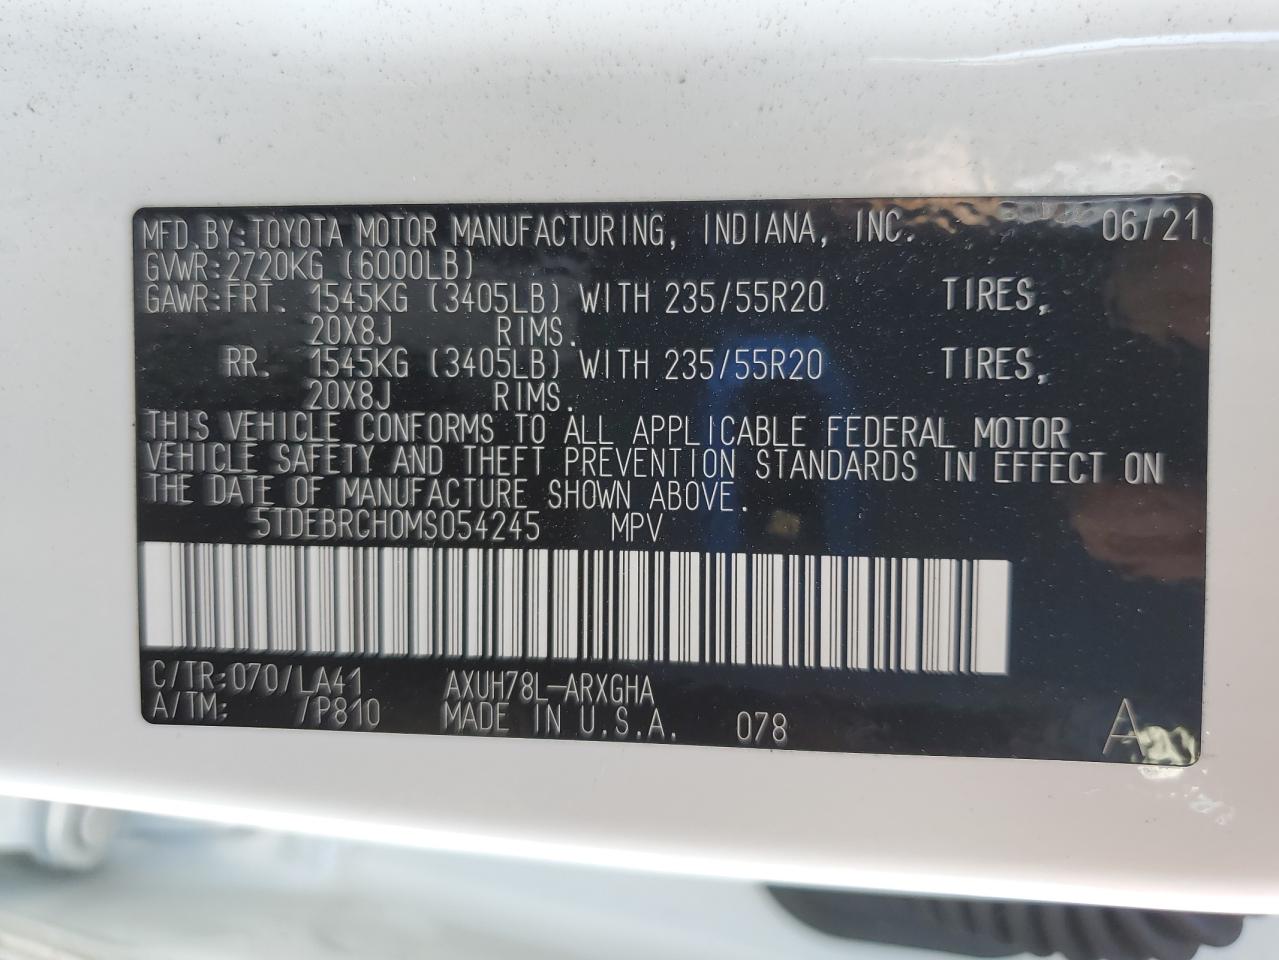 MFD.BY:TOYOTA MOTOR MANUFACTURING, INDIANA, INC. 06/21
GVWR:2720KG (6000LB)
GAWR:FRT. 1545KG (3405LB) WITH 235/55R20 TIRES,
20X8J RIMS.
RR. 1545KG (3405LB) WITH 235/55R20 TIRES,
20X8J RIMS.
THIS VEHICLE CONFORMS TO ALL APPLICABLE FEDERAL MOTOR
VEHICLE SAFETY AND THEFT PREVENTION STANDARDS IN EFFECT ON
THE DATE OF MANUFACTURE SHOWN ABOVE.
5TDEBRCH0MS054245 MPV
C/TR:070/LA41 AXUH78L-ARXGHA
A/TM: /P810 MADE IN U.S.A. 078 A